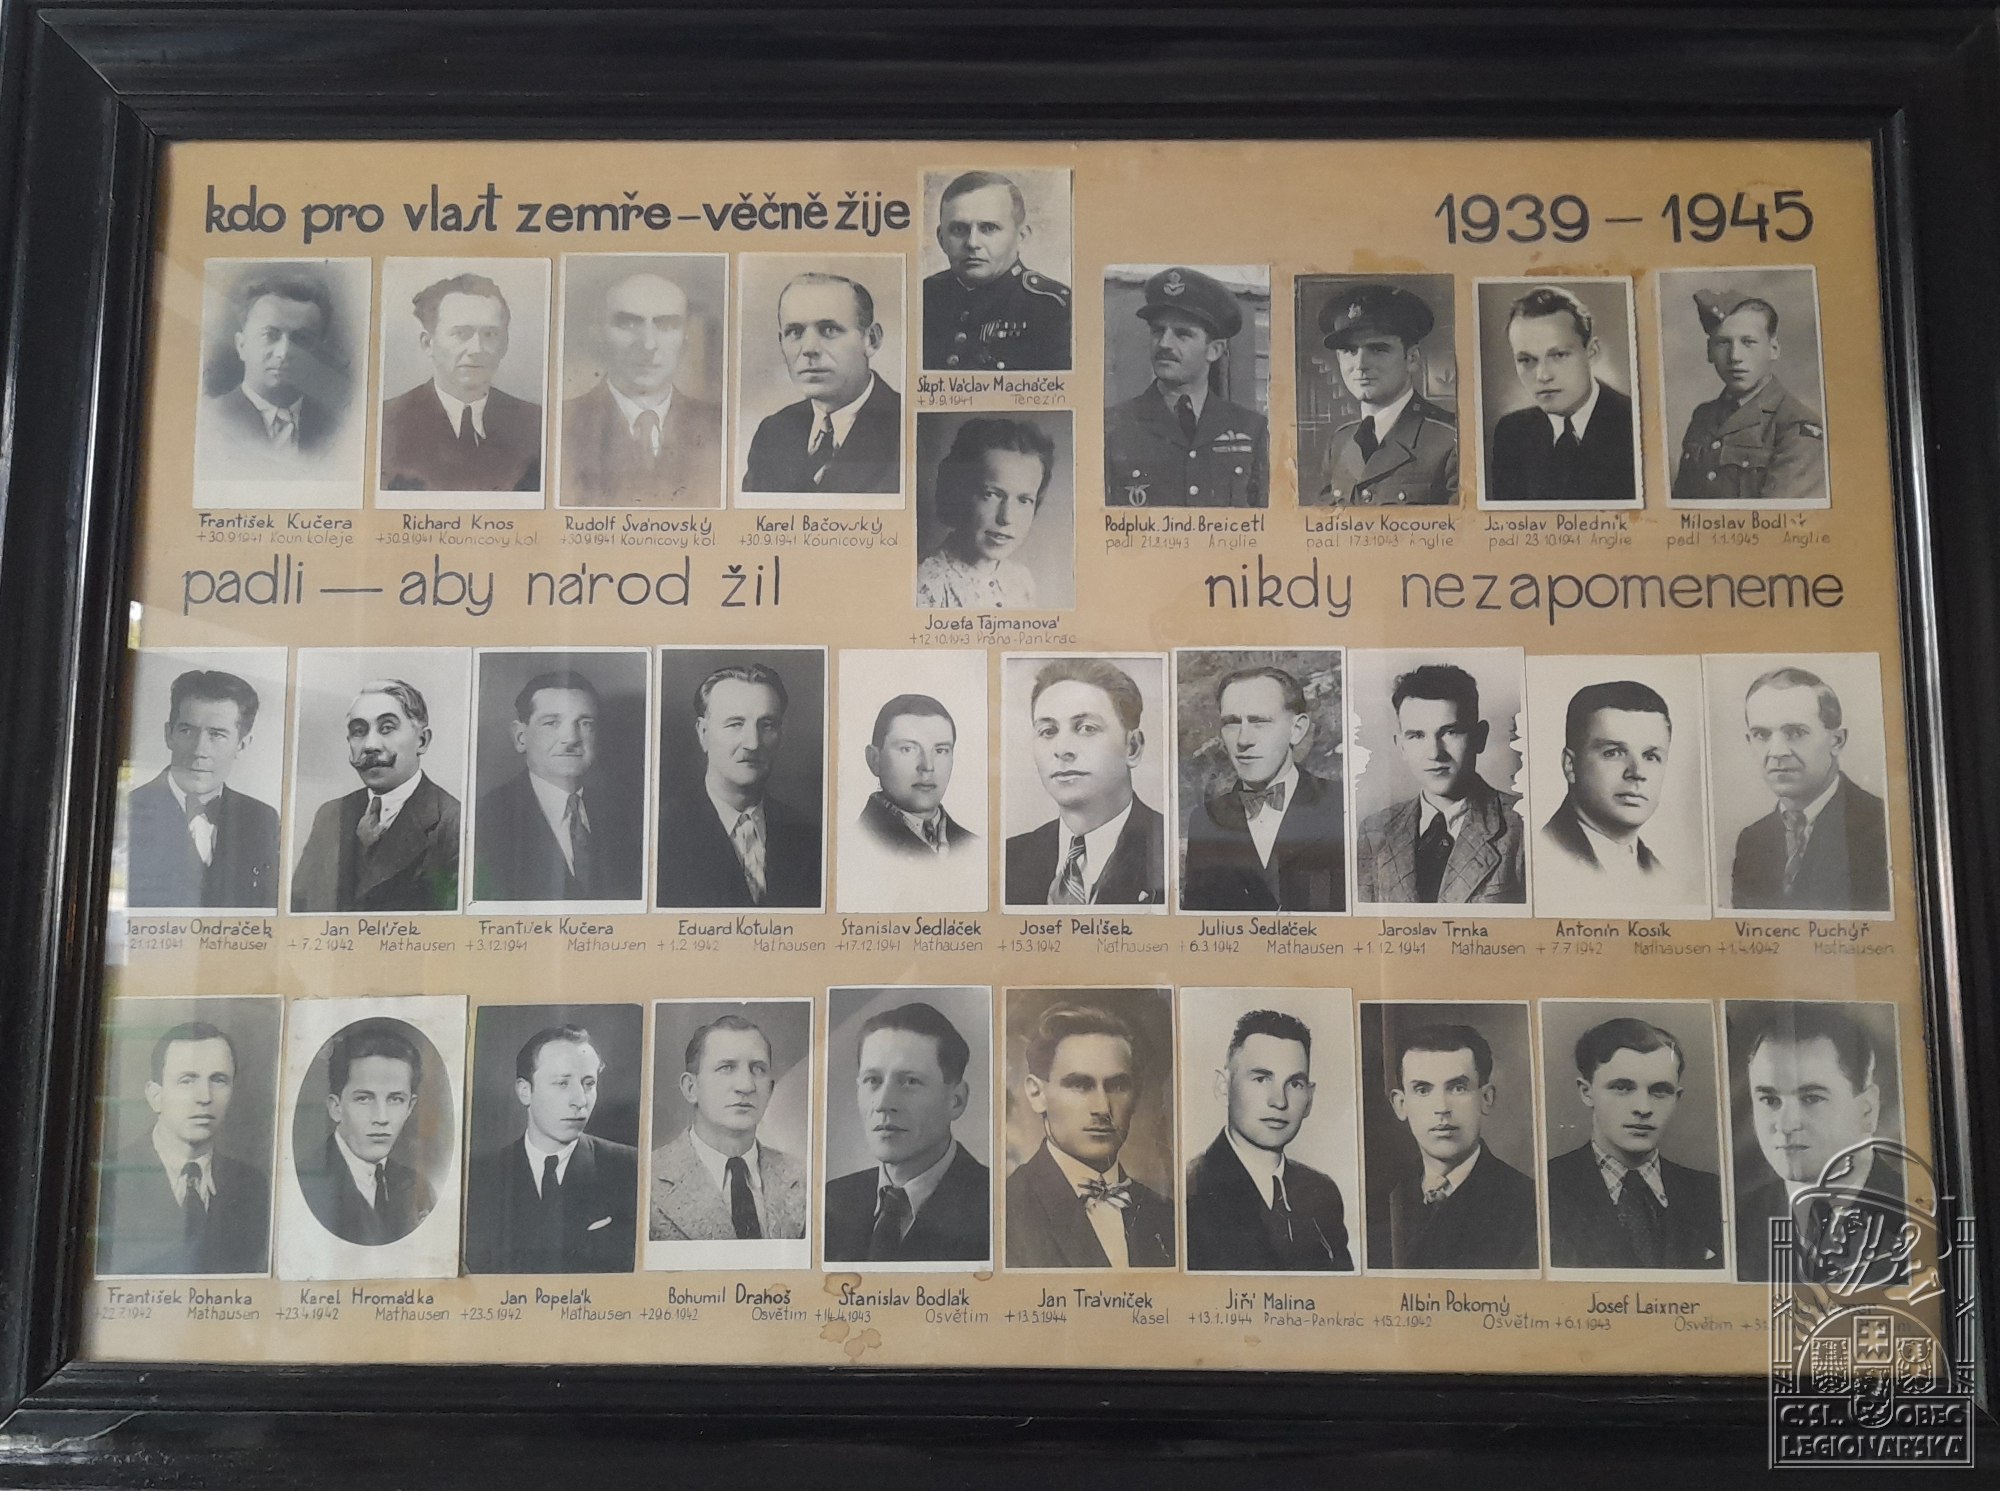 kdo pro vlast zemře – věčně žije
1939 – 1945
Škpt. Václav Macháček
+9.9.1941 Terezín
František Kučera
+30.9.1941 Koun. koleje
Richard Knos
+30.9.1941 Kounicovy kol
Rudolf Švánovský
+30.9.1941 Kounicovy kol
Karel Bačovský
+30.9.1941 Kounicovy kol
Podpluk. Jind. Breicetl
padl 21.8.1943 Anglie
Ladislav Kocourek
padl 17.3.1943 Anglie
Jaroslav Poledník
padl 23.10.1941 Anglie
Miloslav Bodlák
padl 1.1.1945 Anglie
padli — aby národ žil
nikdy nezapomeneme
Josefa Fajmanová
+12.10.1943 Praha-Pankrác
Jaroslav Ondráček
+21.12.1941 Mathausen
Jan Pelíšek
+7.2.1942 Mathausen
František Kučera
+3.12.1941 Mathausen
Eduard Kotulan
+1.2.1942 Mathausen
Stanislav Sedláček
+17.12.1941 Mathausen
Josef Pelíšek
+15.3.1942 Mathausen
Julius Sedláček
+6.3.1942 Mathausen
Jaroslav Trnka
+1.12.1941 Mathausen
Antonín Kosík
+7.7.1942 Mathausen
Vincenc Puchýř
+1.4.1942 Mathausen
František Pohanka
+22.7.1942 Mathausen
Karel Hromádka
+23.4.1942 Mathausen
Jan Popelák
+23.5.1942 Mathausen
Bohumil Drahoš
+29.6.1942 Osvětim
Stanislav Bodlák
+14.4.1943 Osvětim
Jan Trávníček
+13.5.1944 Kasel
Jiří Malina
+13.1.1944 Praha-Pankrác
Albín Pokorný
+15.2.1942 Osvětim
Josef Laixner
+6.1.1943 Osvětim
ČSL. OBEC
LEGIONÁŘSKÁ